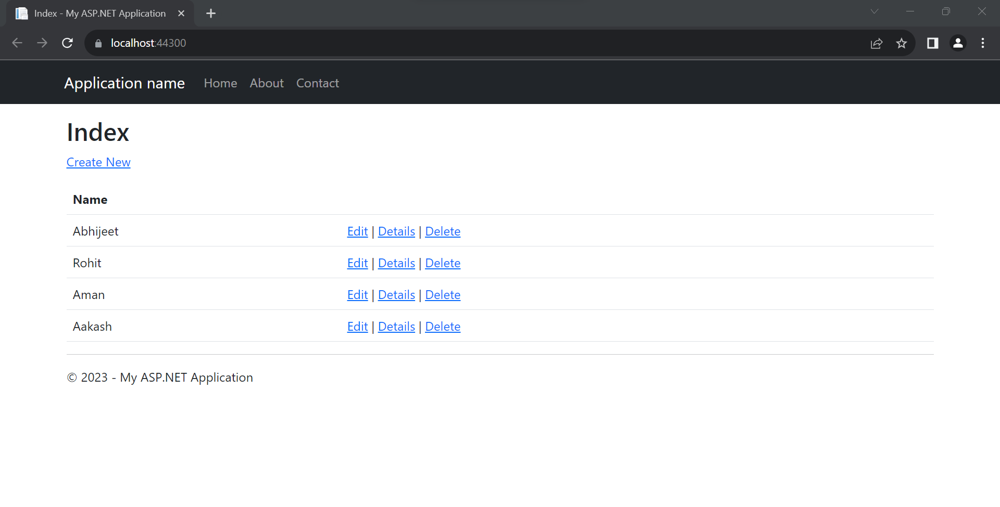 Index - My ASP.NET Application
localhost:44300
Application name Home About Contact
Index
Create New
Name
Abhijeet Edit | Details | Delete
Rohit Edit | Details | Delete
Aman Edit | Details | Delete
Aakash Edit | Details | Delete
© 2023 - My ASP.NET Application